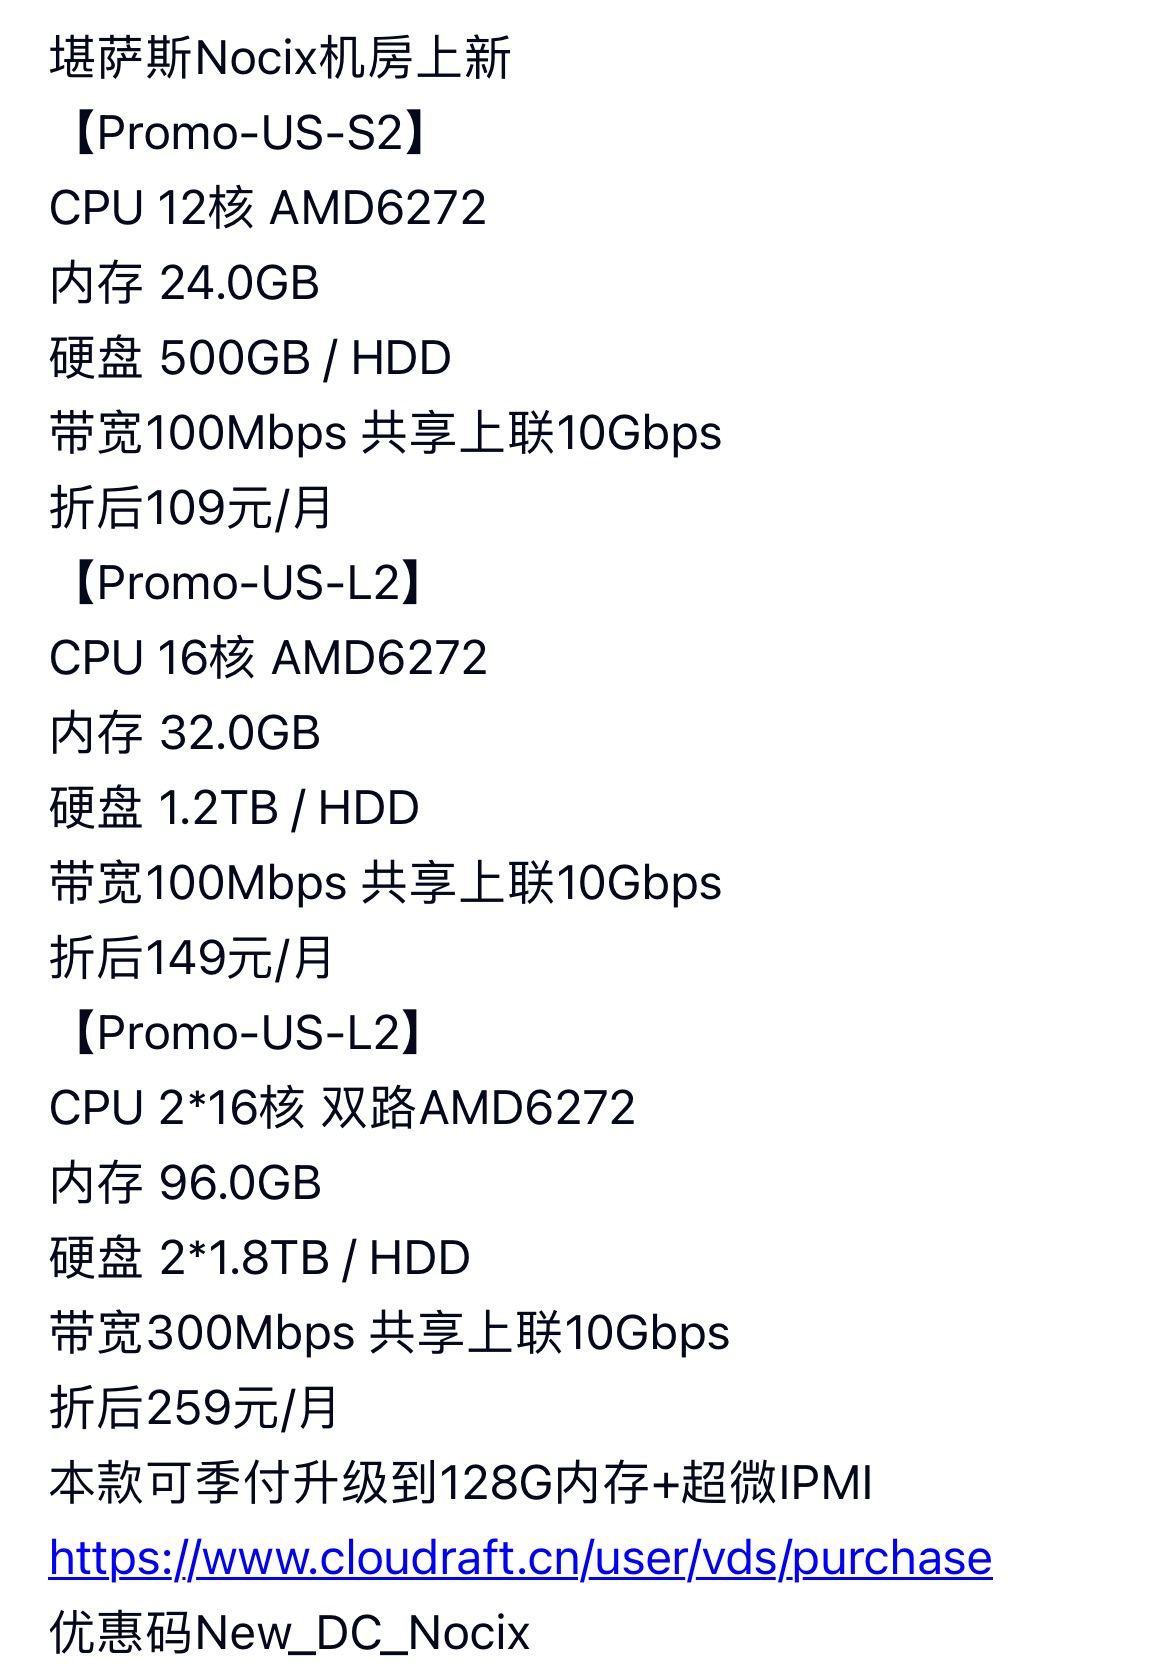 堪萨斯Nocix机房上新
【Promo-US-S2】
CPU 12核 AMD6272
内存 24.0GB
硬盘 500GB / HDD
带宽100Mbps 共享上联10Gbps
折后109元/月
【Promo-US-L2】
CPU 16核 AMD6272
内存 32.0GB
硬盘 1.2TB / HDD
带宽100Mbps 共享上联10Gbps
折后149元/月
【Promo-US-L2】
CPU 2*16核 双路AMD6272
内存 96.0GB
硬盘 2*1.8TB / HDD
带宽300Mbps 共享上联10Gbps
折后259元/月
本款可季付升级到128G内存+超微IPMI
https://www.cloudraft.cn/user/vds/purchase
优惠码New_DC_Nocix